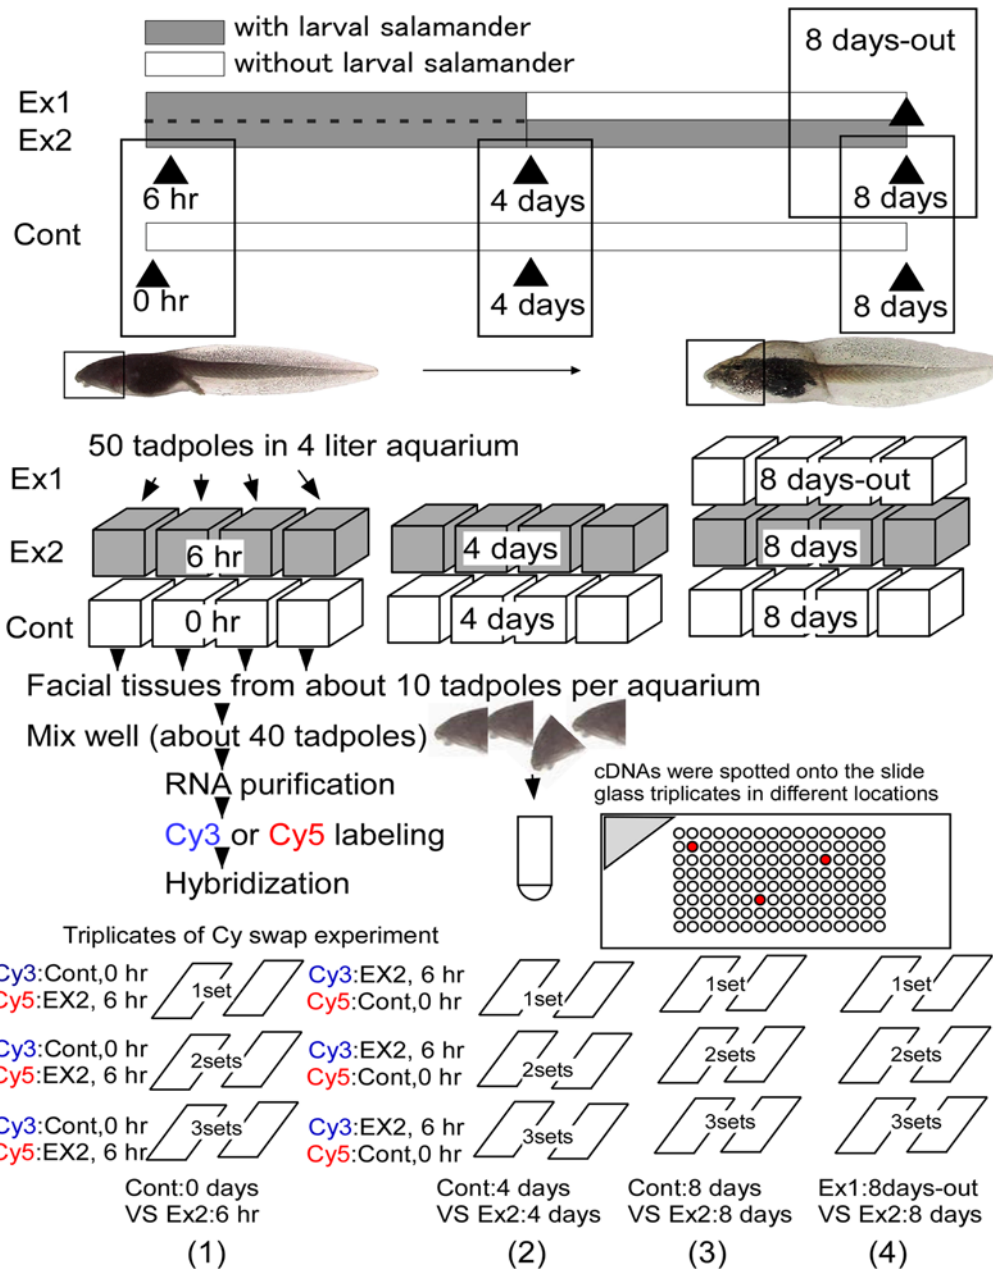 with larval salamander
without larval salamander
8 days-out
Ex1
Ex2
6 hr
4 days
8 days
Cont
0 hr
4 days
8 days
50 tadpoles in 4 liter aquarium
Ex1
8 days-out
Ex2
6 hr
4 days
8 days
Cont
0 hr
4 days
8 days
Facial tissues from about 10 tadpoles per aquarium
Mix well (about 40 tadpoles)
RNA purification
Cy3 or Cy5 labeling
Hybridization
cDNAs were spotted onto the slide
glass triplicates in different locations
Triplicates of Cy swap experiment
Cy3:Cont,0 hr
Cy5:EX2, 6 hr
1set
Cy3:EX2, 6 hr
Cy5:Cont,0 hr
1set
1set
1set
Cy3:Cont,0 hr
Cy5:EX2, 6 hr
2sets
Cy3:EX2, 6 hr
Cy5:Cont,0 hr
2sets
2sets
2sets
Cy3:Cont,0 hr
Cy5:EX2, 6 hr
3sets
Cy3:EX2, 6 hr
Cy5:Cont,0 hr
3sets
3sets
3sets
Cont:0 days
VS Ex2:6 hr
(1)
Cont:4 days
VS Ex2:4 days
(2)
Cont:8 days
VS Ex2:8 days
(3)
Ex1:8days-out
VS Ex2:8 days
(4)